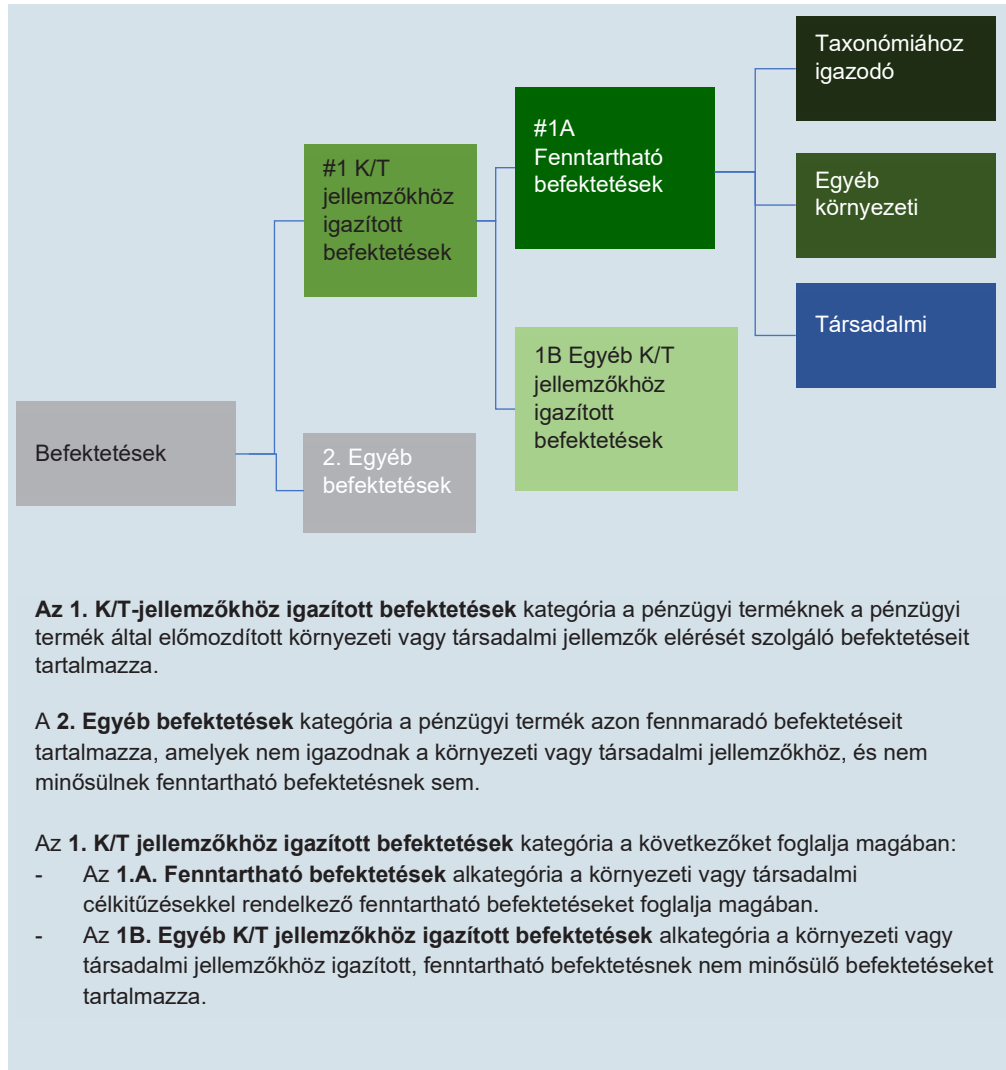 Taxonómiához
igazodó
#1A
Fenntartható
befektetések
#1 K/T
jellemzőkhöz
igazított
befektetések
Egyéb
környezeti
Társadalmi
1B Egyéb K/T
jellemzőkhöz
igazított
befektetések
Befektetések
2. Egyéb
befektetések
Az 1. K/T-jellemzőkhöz igazított befektetések kategória a pénzügyi terméknek a pénzügyi
termék által előmozdított környezeti vagy társadalmi jellemzők elérését szolgáló befektetéseit
tartalmazza.
A 2. Egyéb befektetések kategória a pénzügyi termék azon fennmaradó befektetéseit
tartalmazza, amelyek nem igazodnak a környezeti vagy társadalmi jellemzőkhöz, és nem
minősülnek fenntartható befektetésnek sem.
Az 1. K/T jellemzőkhöz igazított befektetések kategória a következőket foglalja magában:
- Az 1.A. Fenntartható befektetések alkategória a környezeti vagy társadalmi
célkitűzésekkel rendelkező fenntartható befektetéseket foglalja magában.
- Az 1B. Egyéb K/T jellemzőkhöz igazított befektetések alkategória a környezeti vagy
társadalmi jellemzőkhöz igazított, fenntartható befektetésnek nem minősülő befektetéseket
tartalmazza.